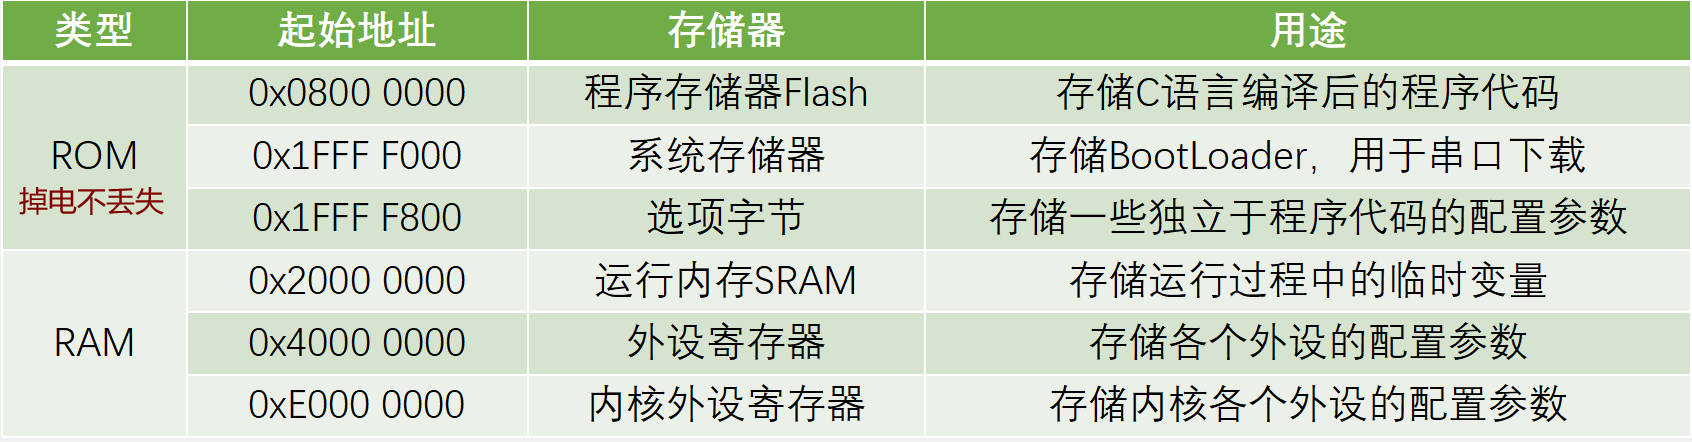 类型 起始地址 存储器 用途
ROM
掉电不丢失
0x0800 0000 程序存储器Flash 存储C语言编译后的程序代码
0x1FFF F000 系统存储器 存储BootLoader，用于串口下载
0x1FFF F800 选项字节 存储一些独立于程序代码的配置参数
RAM
0x2000 0000 运行内存SRAM 存储运行过程中的临时变量
0x4000 0000 外设寄存器 存储各个外设的配置参数
0xE000 0000 内核外设寄存器 存储内核各个外设的配置参数